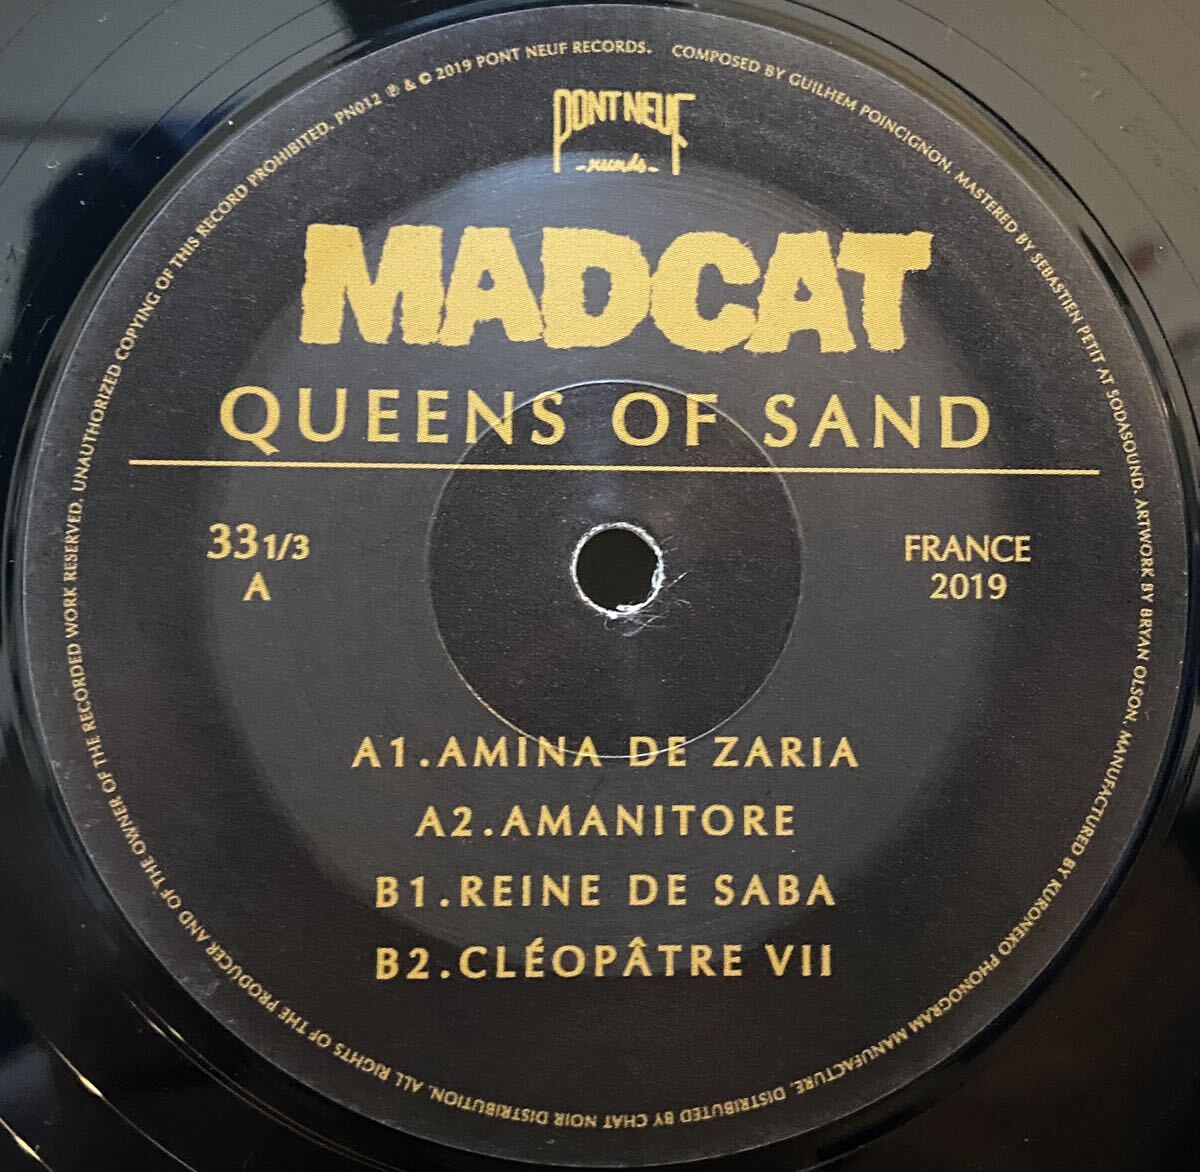 PN012 ℗ & © 2019 PONT NEUF RECORDS. COMPOSED BY GUILHEM POINCIGNON. MASTERED BY SEBASTIEN PETIT AT SODASOUND. ARTWORK BY BRYAN OLSON. MANUFACTURED BY KURONEKO PHONOGRAM MANUFACTURE. DISTRIBUTED BY CHAT NOIR DISTRIBUTION. ALL RIGHTS OF THE PRODUCER AND OF THE OWNER OF THE RECORDED WORK RESERVED. UNAUTHORIZED COPYING OF THIS RECORD PROHIBITED.
PONT NEUF
-records-
MADCAT
QUEENS OF SAND
33 1/3
A
FRANCE
2019
A1.AMINA DE ZARIA
A2.AMANITORE
B1.REINE DE SABA
B2.CLÉOPÂTRE VII